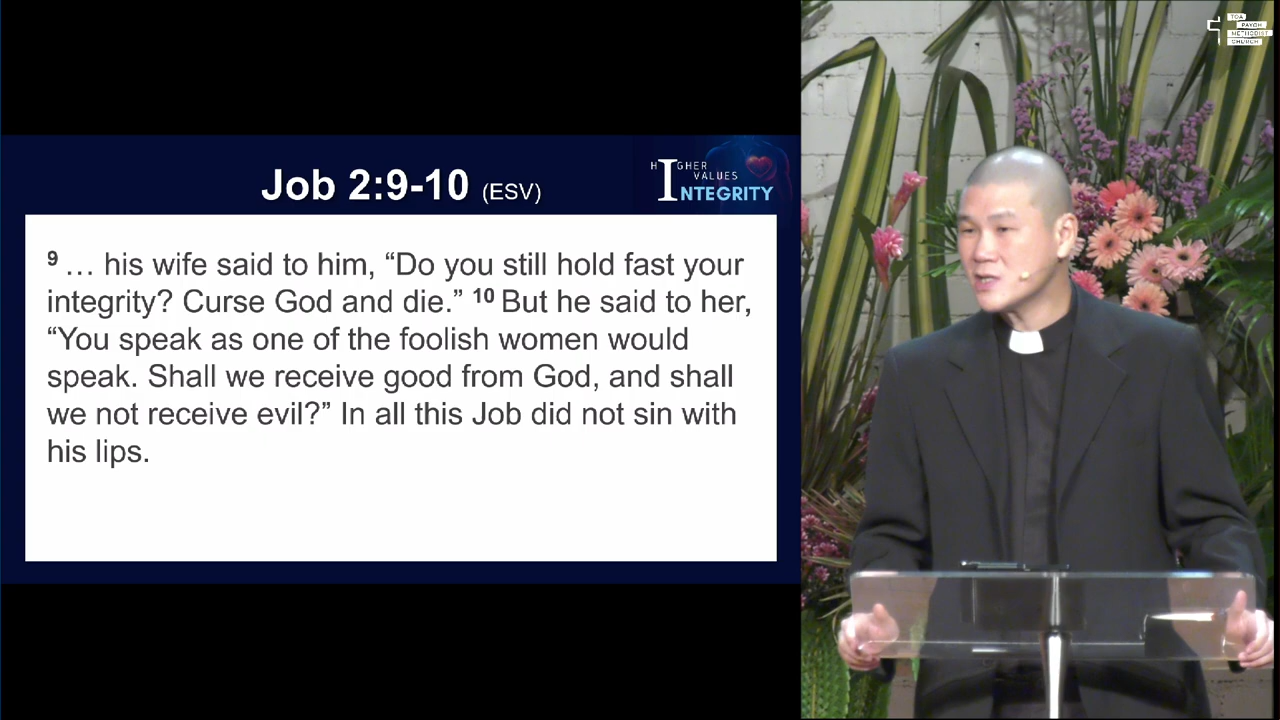 Job 2:9-10 (ESV)
HIGHER
VALUES
INTEGRITY
9 … his wife said to him, “Do you still hold fast your
integrity? Curse God and die.” 10 But he said to her,
“You speak as one of the foolish women would
speak. Shall we receive good from God, and shall
we not receive evil?” In all this Job did not sin with
his lips.
TOA
PAYOH
METHODIST
CHURCH